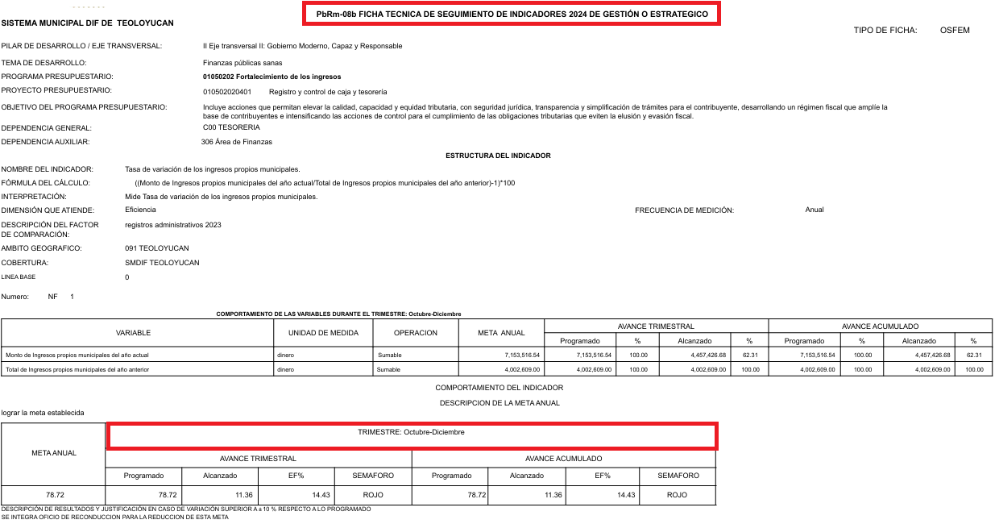 PbRm-08b FICHA TECNICA DE SEGUIMIENTO DE INDICADORES 2024 DE GESTIÓN O ESTRATEGICO
SISTEMA MUNICIPAL DIF DE TEOLOYUCAN
TIPO DE FICHA: OSFEM
PILAR DE DESARROLLO / EJE TRANSVERSAL: II Eje transversal II: Gobierno Moderno, Capaz y Responsable
TEMA DE DESARROLLO: Finanzas públicas sanas
PROGRAMA PRESUPUESTARIO: 01050202 Fortalecimiento de los ingresos
PROYECTO PRESUPUESTARIO: 010502020401 Registro y control de caja y tesorería
OBJETIVO DEL PROGRAMA PRESUPUESTARIO: Incluye acciones que permitan elevar la calidad, capacidad y equidad tributaria, con seguridad jurídica, transparencia y simplificación de trámites para el contribuyente, desarrollando un régimen fiscal que amplíe la
base de contribuyentes e intensificando las acciones de control para el cumplimiento de las obligaciones tributarias que eviten la elusión y evasión fiscal.
DEPENDENCIA GENERAL: C00 TESORERIA
DEPENDENCIA AUXILIAR: 306 Área de Finanzas
ESTRUCTURA DEL INDICADOR
NOMBRE DEL INDICADOR: Tasa de variación de los ingresos propios municipales.
FÓRMULA DEL CÁLCULO: ((Monto de Ingresos propios municipales del año actual/Total de Ingresos propios municipales del año anterior)-1)*100
INTERPRETACIÓN: Mide Tasa de variación de los ingresos propios municipales.
DIMENSIÓN QUE ATIENDE: Eficiencia FRECUENCIA DE MEDICIÓN: Anual
DESCRIPCIÓN DEL FACTOR registros administrativos 2023
DE COMPARACIÓN:
AMBITO GEOGRAFICO: 091 TEOLOYUCAN
COBERTURA: SMDIF TEOLOYUCAN
LINEA BASE 0
Numero: NF 1
COMPORTAMIENTO DE LAS VARIABLES DURANTE EL TRIMESTRE: Octubre-Diciembre
VARIABLE UNIDAD DE MEDIDA OPERACION META ANUAL AVANCE TRIMESTRAL AVANCE ACUMULADO
Programado % Alcanzado % Programado % Alcanzado %
Monto de Ingresos propios municipales del año actual dinero Sumable 7,153,516.54 7,153,516.54 100.00 4,457,426.68 62.31 7,153,516.54 100.00 4,457,426.68 62.31
Total de Ingresos propios municipales del año anterior dinero Sumable 4,002,609.00 4,002,609.00 100.00 4,002,609.00 100.00 4,002,609.00 100.00 4,002,609.00 100.00
COMPORTAMIENTO DEL INDICADOR
DESCRIPCION DE LA META ANUAL
lograr la meta establecida
META ANUAL TRIMESTRE: Octubre-Diciembre
AVANCE TRIMESTRAL AVANCE ACUMULADO
Programado Alcanzado EF% SEMAFORO Programado Alcanzado EF% SEMAFORO
78.72 78.72 11.36 14.43 ROJO 78.72 11.36 14.43 ROJO
DESCRIPCIÓN DE RESULTADOS Y JUSTIFICACIÓN EN CASO DE VARIACIÓN SUPERIOR A ± 10 % RESPECTO A LO PROGRAMADO
SE INTEGRA OFICIO DE RECONDUCCION PARA LA REDUCCION DE ESTA META